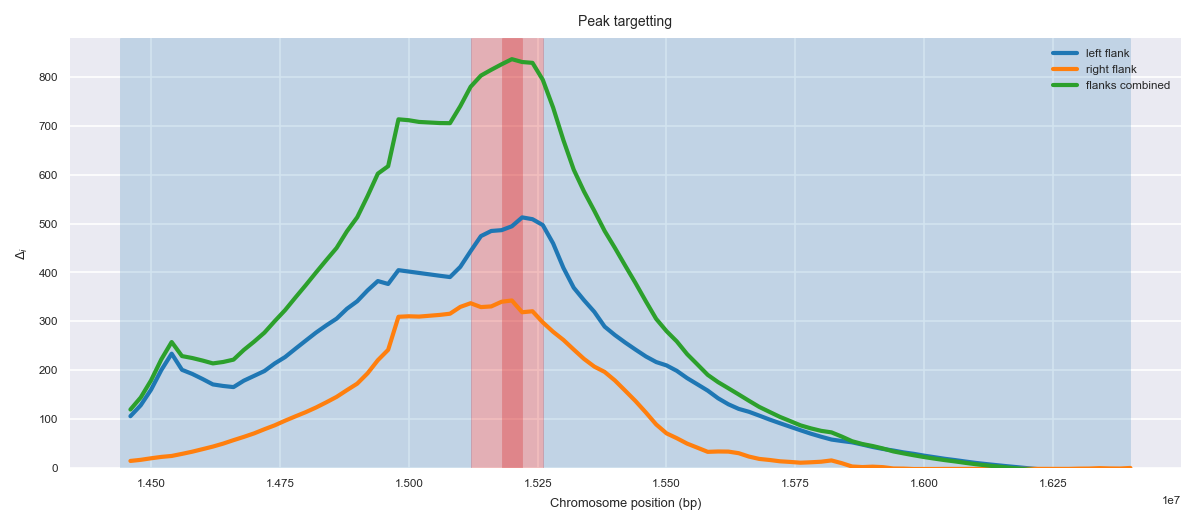 Peak targetting
left flank
right flank
flanks combined
800
700
600
500
400
300
200
100
0
Δᵢ
1.450 1.475 1.500 1.525 1.550 1.575 1.600 1.625
1e7
Chromosome position (bp)